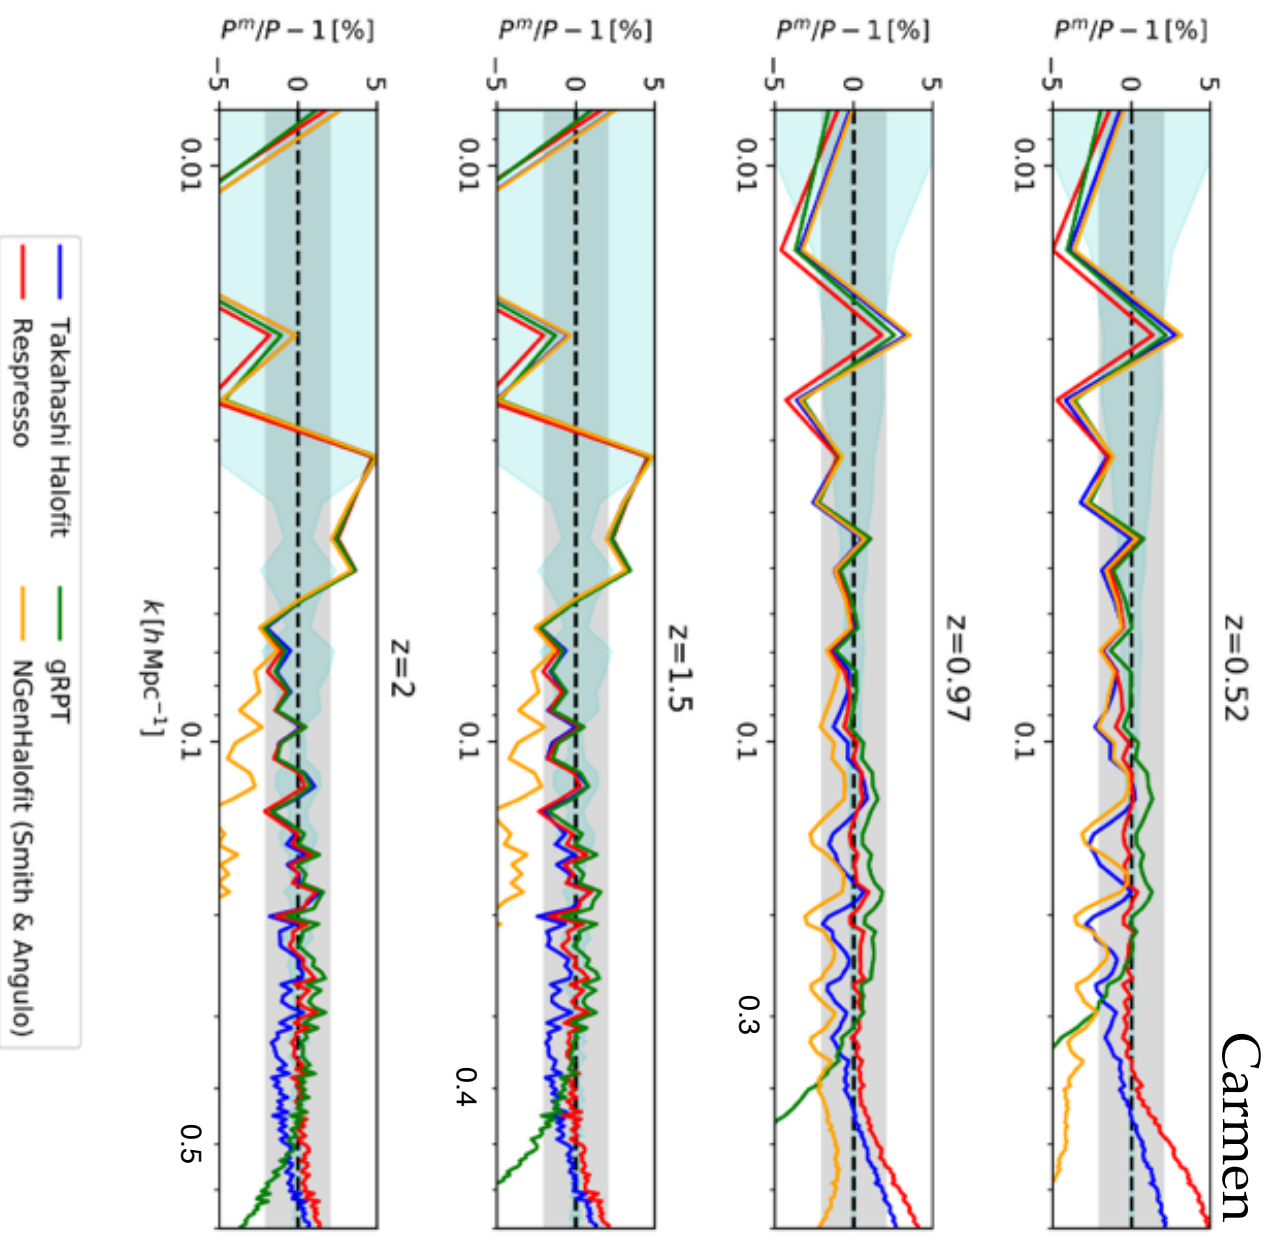 Carmen
z=0.52
P^m/P − 1 [%]
5
0
−5
0.01
0.1
z=0.97
P^m/P − 1 [%]
5
0
−5
0.01
0.1
0.3
z=1.5
P^m/P − 1 [%]
5
0
−5
0.01
0.1
0.4
z=2
P^m/P − 1 [%]
5
0
−5
0.01
0.1
0.5
k [h Mpc⁻¹]
Takahashi Halofit
gRPT
Respresso
NGenHalofit (Smith & Angulo)